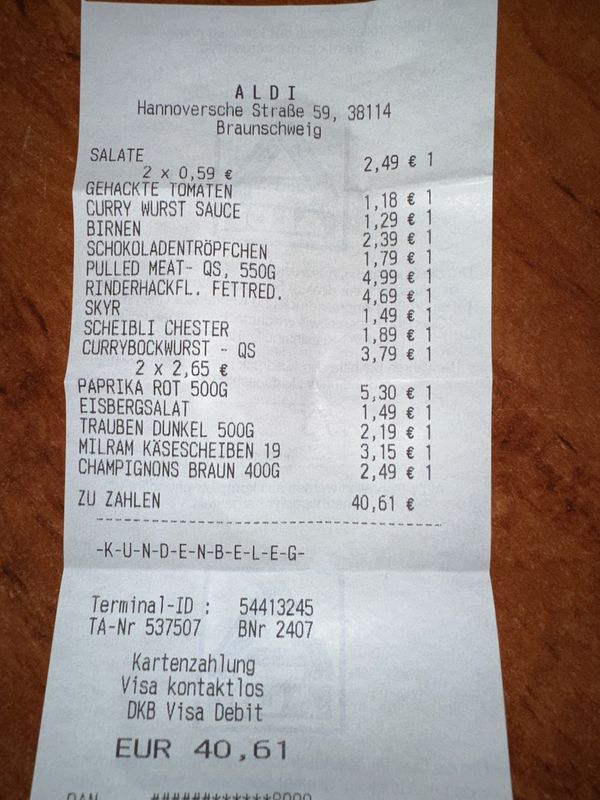 ALDI
Hannoversche Straße 59, 38114
Braunschweig
SALATE 2,49 € 1
2 x 0,59 €
GEHACKTE TOMATEN 1,18 € 1
CURRY WURST SAUCE 1,29 € 1
BIRNEN 2,39 € 1
SCHOKOLADENTRÖPFCHEN 1,79 € 1
PULLED MEAT- QS, 550G 4,99 € 1
RINDERHACKFL. FETTRED. 4,69 € 1
SKYR 1,49 € 1
SCHEIBLI CHESTER 1,89 € 1
CURRYBOCKWURST - QS 3,79 € 1
2 x 2,65 €
PAPRIKA ROT 500G 5,30 € 1
EISBERGSALAT 1,49 € 1
TRAUBEN DUNKEL 500G 2,19 € 1
MILRAM KÄSESCHEIBEN 19. 3,15 € 1
CHAMPIGNONS BRAUN 400G 2,49 € 1
ZU ZAHLEN 40,61 €
-K-U-N-D-E-N-B-E-L-E-G-
Terminal-ID : 54413245
TA-Nr 537507 BNr 2407
Kartenzahlung
Visa kontaktlos
DKB Visa Debit
EUR 40,61